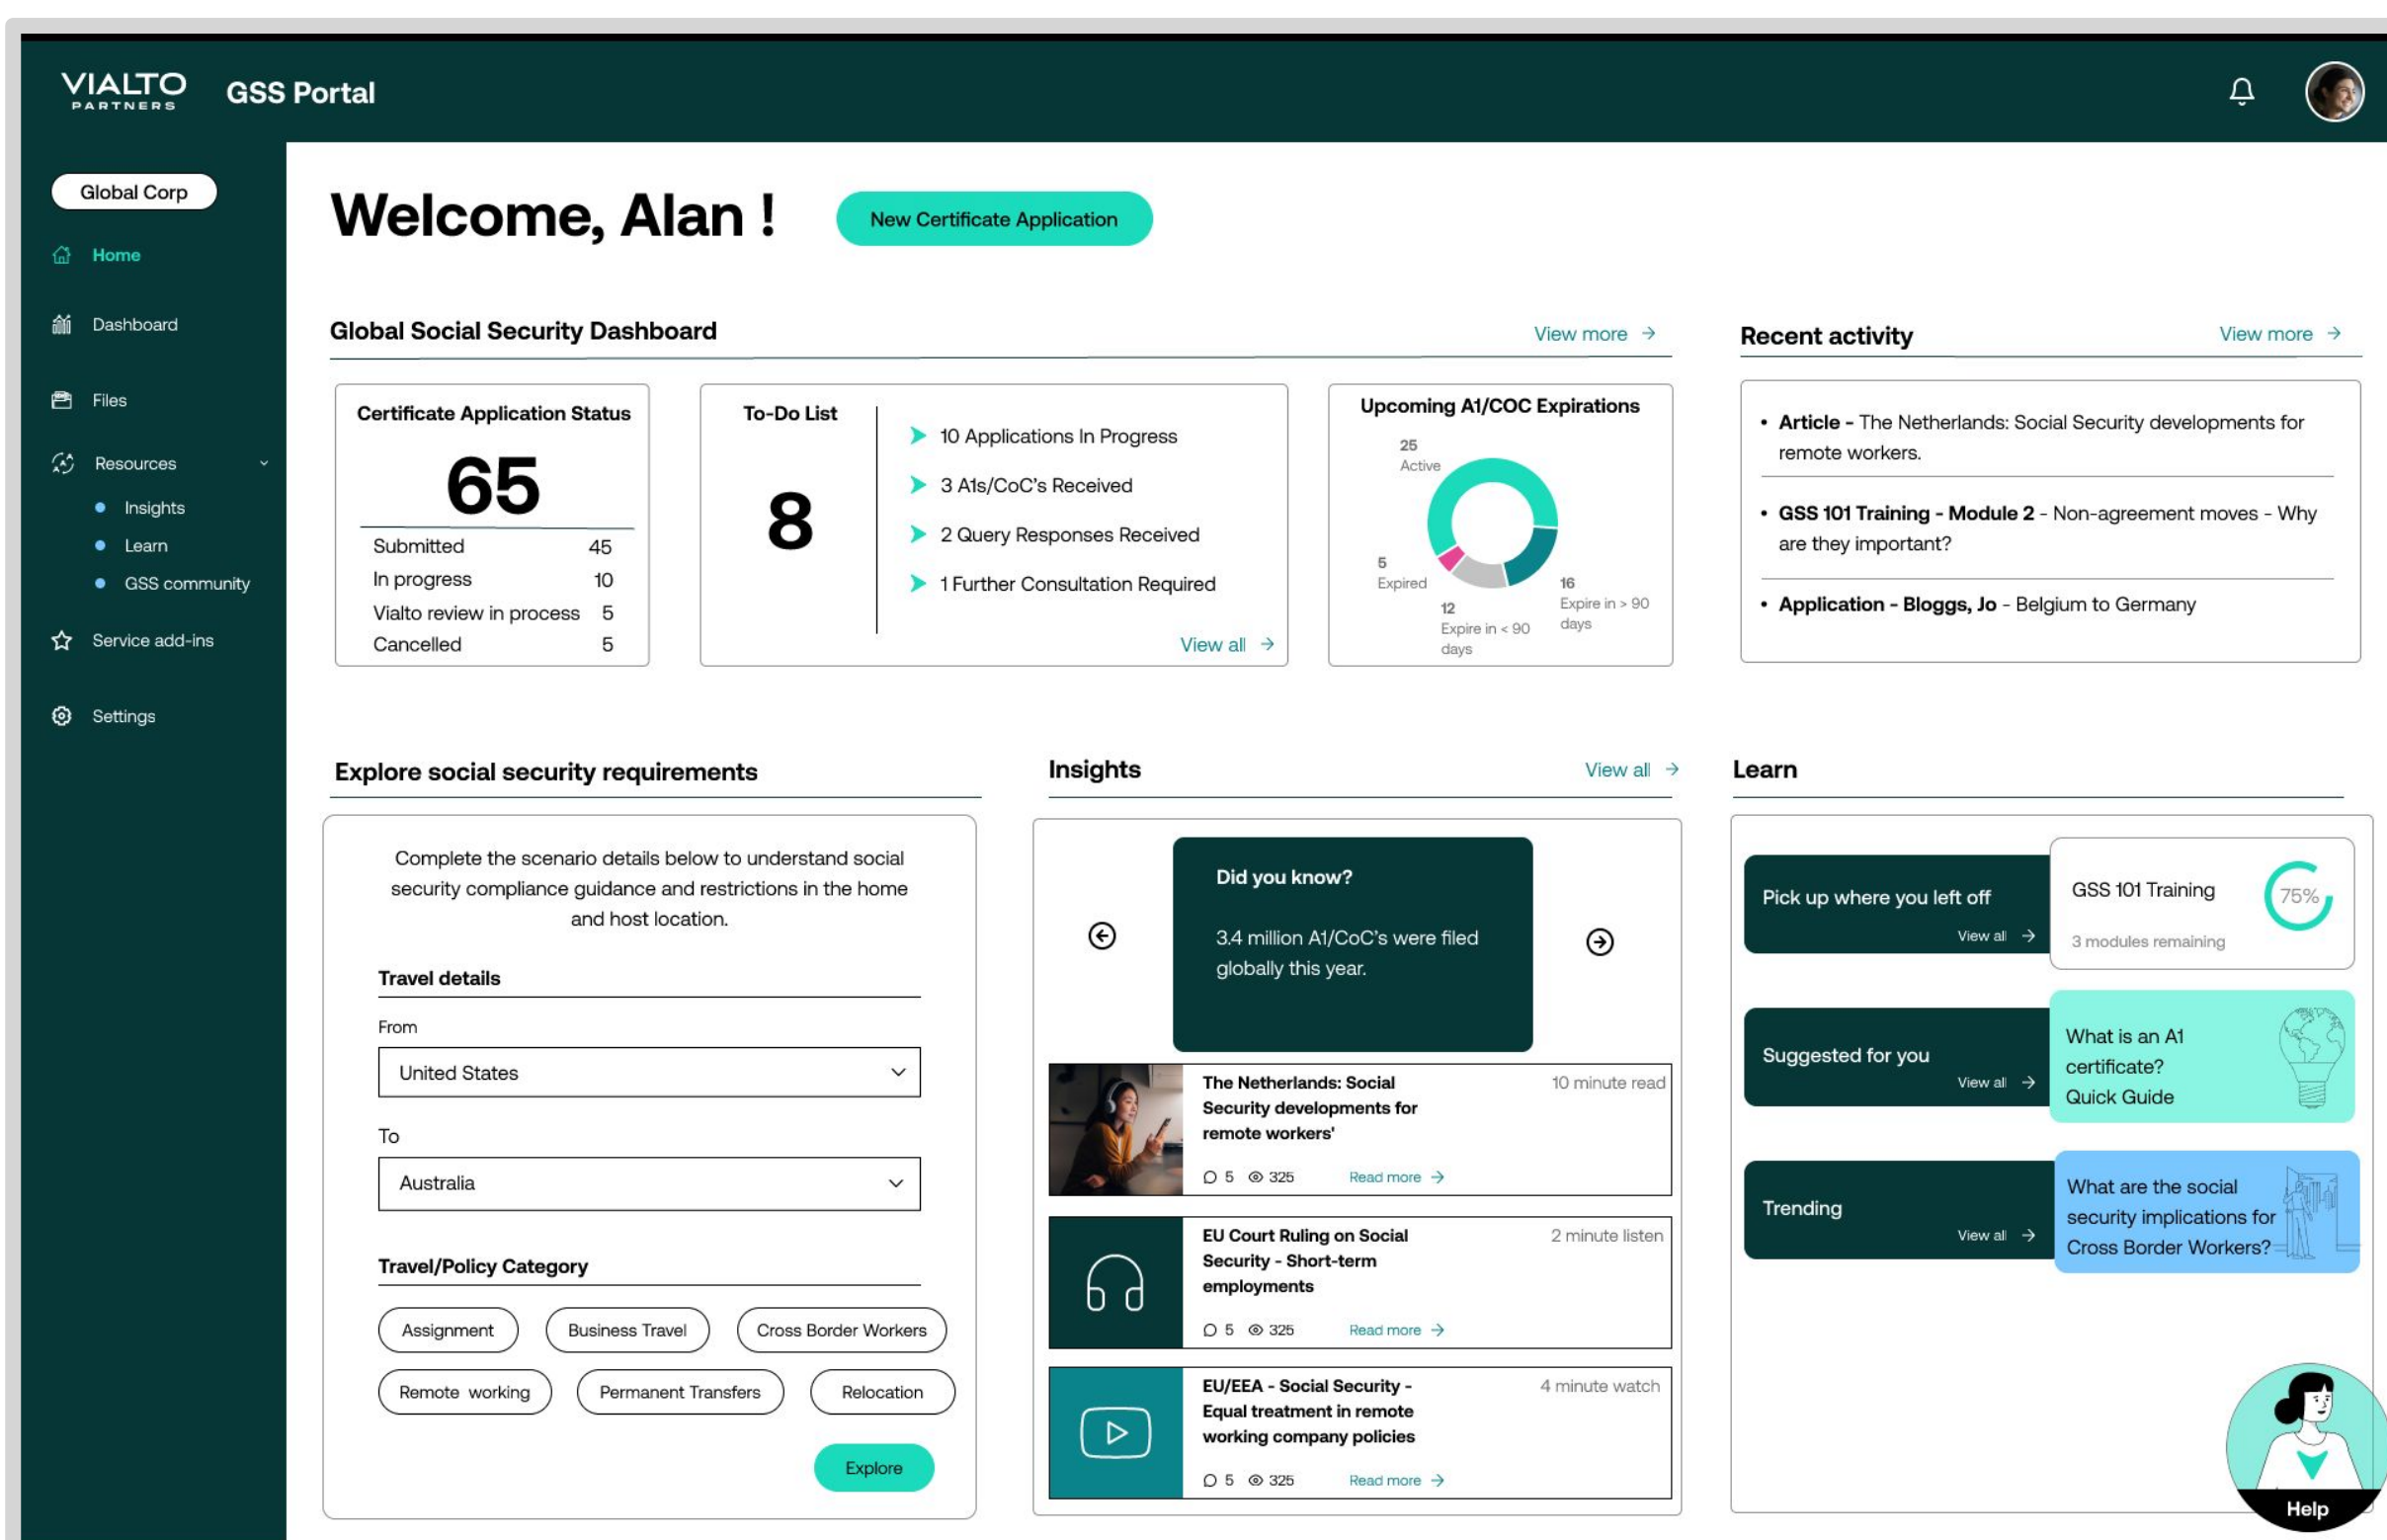 VIALTO
PARTNERS
GSS Portal
Global Corp
Home
Dashboard
Files
Resources
Insights
Learn
GSS community
Service add-ins
Settings
Welcome, Alan !
New Certificate Application
Global Social Security Dashboard
View more →
Certificate Application Status
65
Submitted 45
In progress 10
Vialto review in process 5
Cancelled 5
To-Do List
8
10 Applications In Progress
3 A1s/CoC's Received
2 Query Responses Received
1 Further Consultation Required
View all →
Upcoming A1/COC Expirations
25
Active
5
Expired
12
Expire in < 90
days
16
Expire in > 90
days
Recent activity
View more →
• Article - The Netherlands: Social Security developments for
remote workers.
• GSS 101 Training - Module 2 - Non-agreement moves - Why
are they important?
• Application - Bloggs, Jo - Belgium to Germany
Explore social security requirements
Complete the scenario details below to understand social
security compliance guidance and restrictions in the home
and host location.
Travel details
From
United States
To
Australia
Travel/Policy Category
Assignment
Business Travel
Cross Border Workers
Remote working
Permanent Transfers
Relocation
Explore
Insights
View all →
Did you know?
3.4 million A1/CoC's were filed
globally this year.
The Netherlands: Social
Security developments for
remote workers'
10 minute read
5 325 Read more →
EU Court Ruling on Social
Security - Short-term
employments
2 minute listen
5 325 Read more →
EU/EEA - Social Security -
Equal treatment in remote
working company policies
4 minute watch
5 325 Read more →
Learn
Pick up where you left off
View all →
GSS 101 Training
75%
3 modules remaining
Suggested for you
View all →
What is an A1
certificate?
Quick Guide
Trending
View all →
What are the social
security implications for
Cross Border Workers?
Help